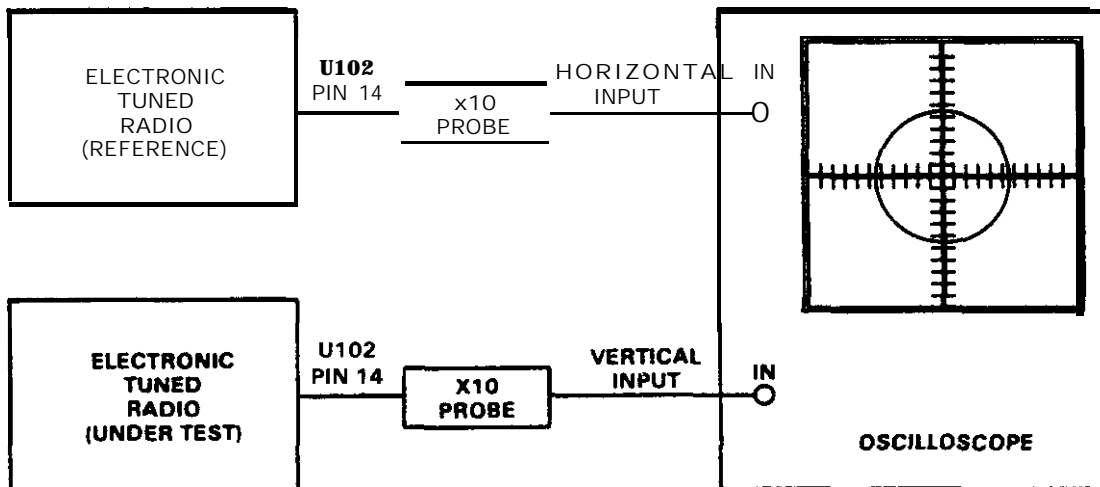 ELECTRONIC
TUNED
RADIO
(REFERENCE)
U102
PIN 14
x10
PROBE
HORIZONTAL
INPUT
IN
ELECTRONIC
TUNED
RADIO
(UNDER TEST)
U102
PIN 14
X10
PROBE
VERTICAL
INPUT
IN
OSCILLOSCOPE